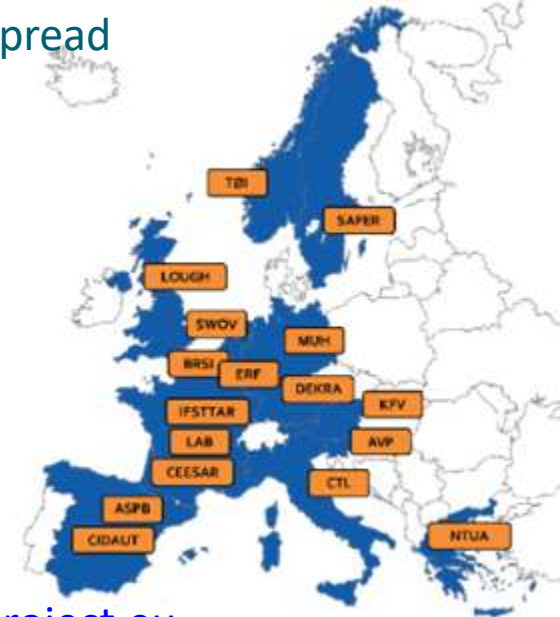 pread
TØI
SAFER
LOUGH
SWOV
MUH
BRSI
ERF
DEKRA
KFV
IFSTTAR
LAB
AVP
CEESAR
CTL
ASPB
CIDAUT
NTUA